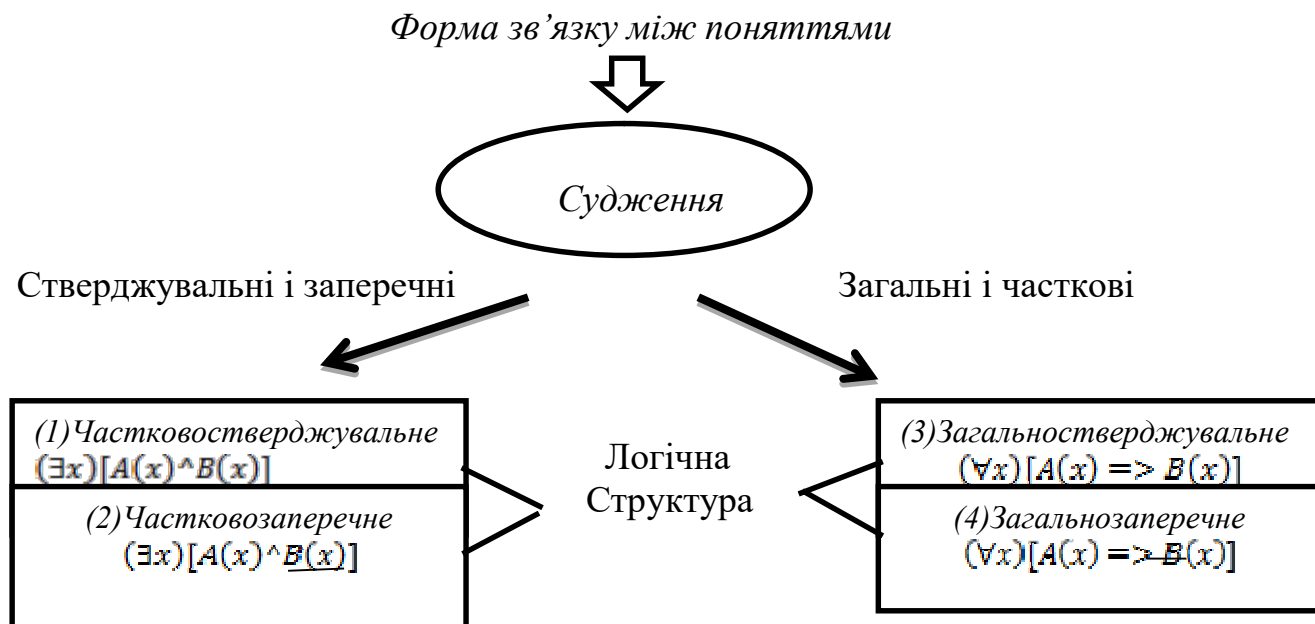 Форма зв’язку між поняттями
Судження
Стверджувальні і заперечні
Загальні і часткові
(1)Частковостверджувальне
(∃x)[A(x)^B(x)]
(2)Частковозаперечне
(∃x)[A(x)^B(x)]
Логічна
Структура
(3)Загальностверджувальне
(∀x)[A(x) => B(x)]
(4)Загальнозаперечне
(∀x)[A(x) => B(x)]